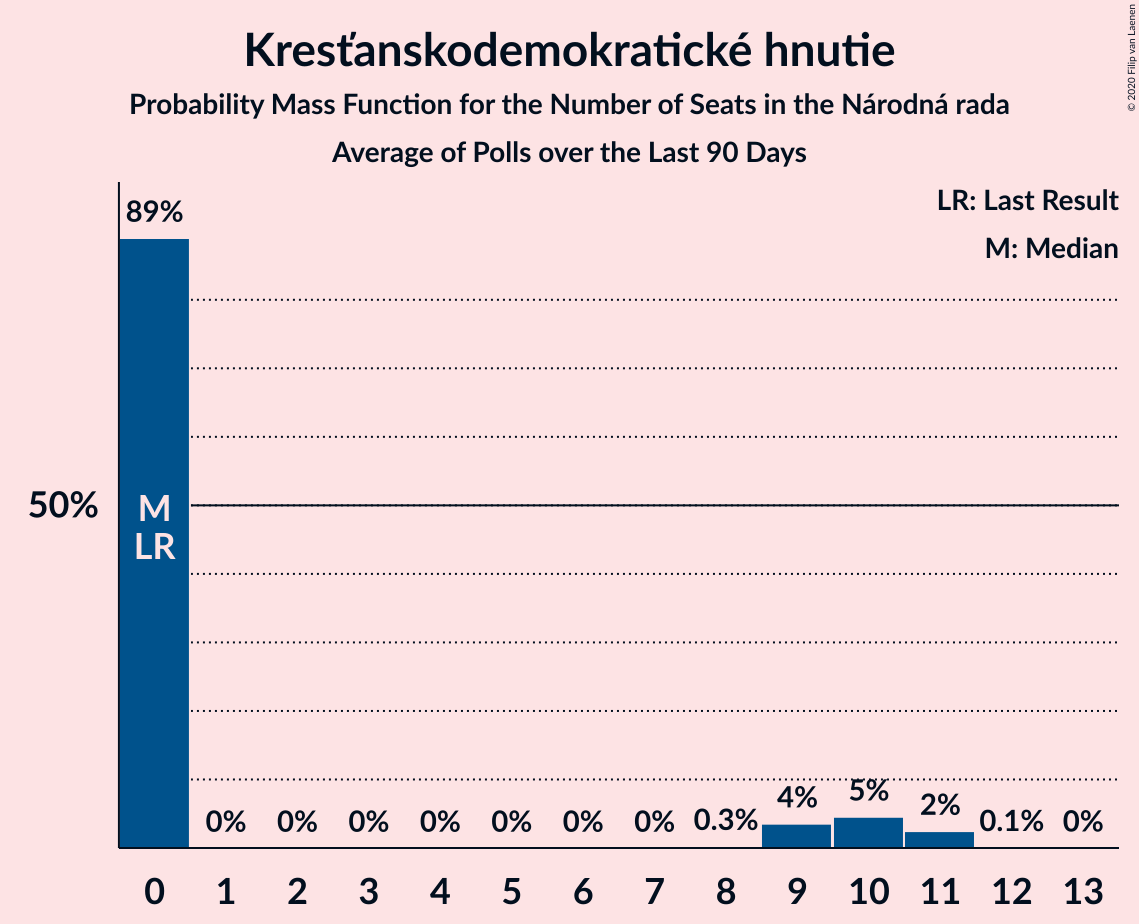 Kresťanskodemokratické hnutie
Probability Mass Function for the Number of Seats in the Národná rada
Average of Polls over the Last 90 Days
© 2020 Filip van Laenen
LR: Last Result
M: Median
89%
50%
M
LR
0% 0% 0% 0% 0% 0% 0% 0.3% 4% 5% 2% 0.1% 0%
0 1 2 3 4 5 6 7 8 9 10 11 12 13